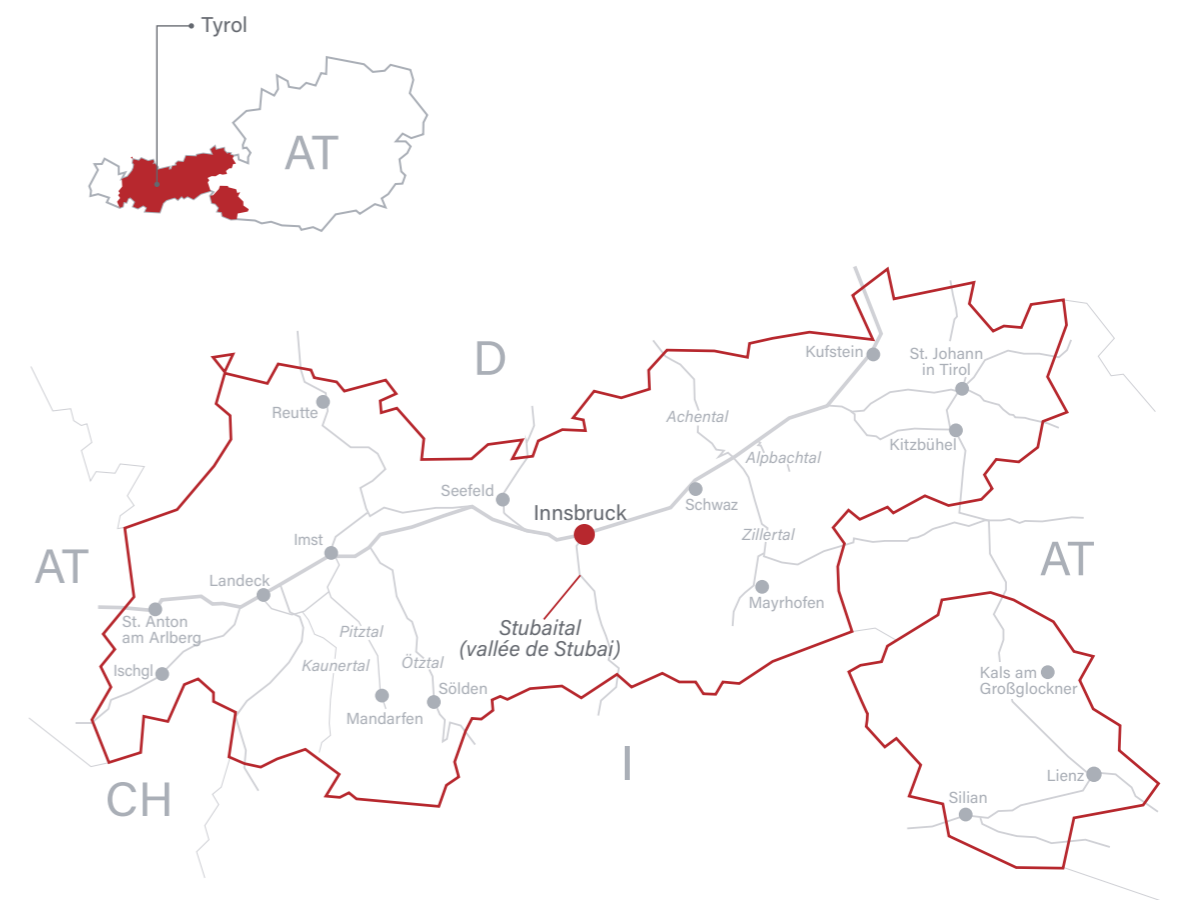 Tyrol
AT
D
Kufstein
St. Johann
in Tirol
Reutte
Achental
Kitzbühel
Alpbachtal
Seefeld
Schwaz
Innsbruck
Zillertal
Imst
AT
AT
Landeck
Mayrhofen
St. Anton
am Arlberg
Pitztal
Stubaital
(vallée de Stubai)
Kaunertal
Ötztal
Ischgl
Kals am
Großglockner
Sölden
Mandarfen
I
CH
Lienz
Silian